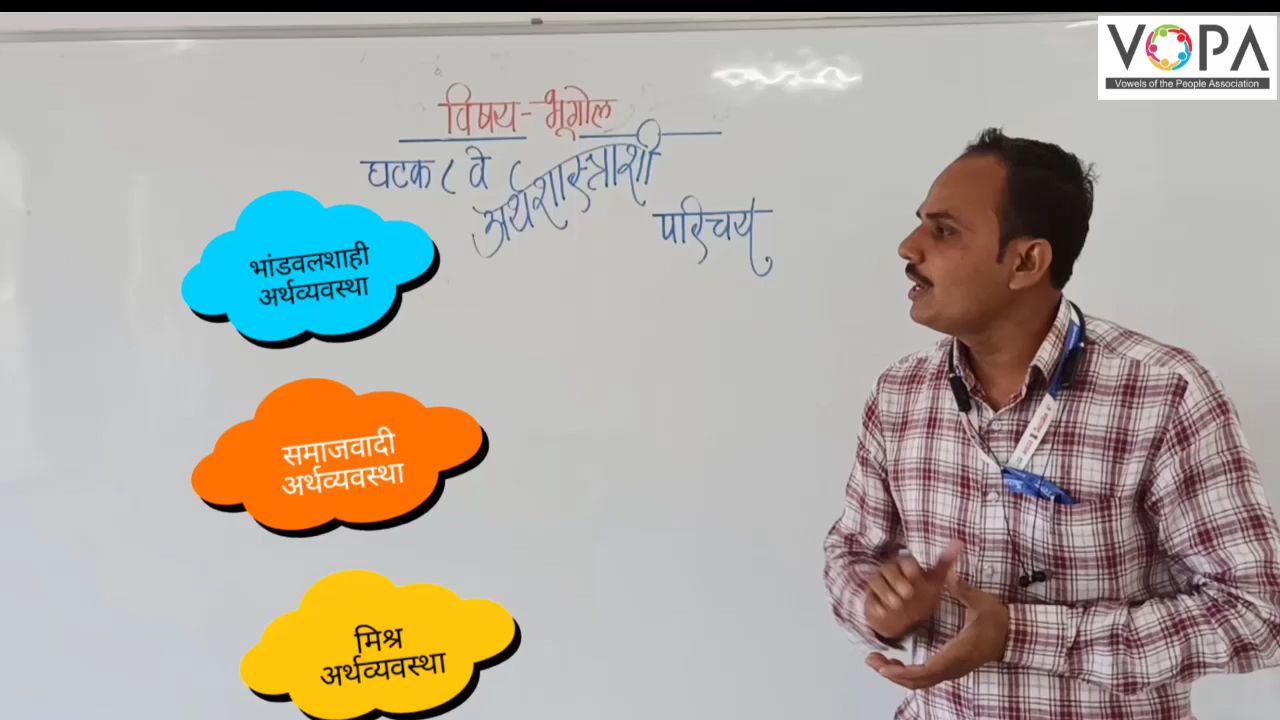 VOPA
Vowels of the People Association
विषय - भूगोल
घटक ८ वे
अर्थशास्त्राशी
परिचय
भांडवलशाही
अर्थव्यवस्था
समाजवादी
अर्थव्यवस्था
मिश्र
अर्थव्यवस्था